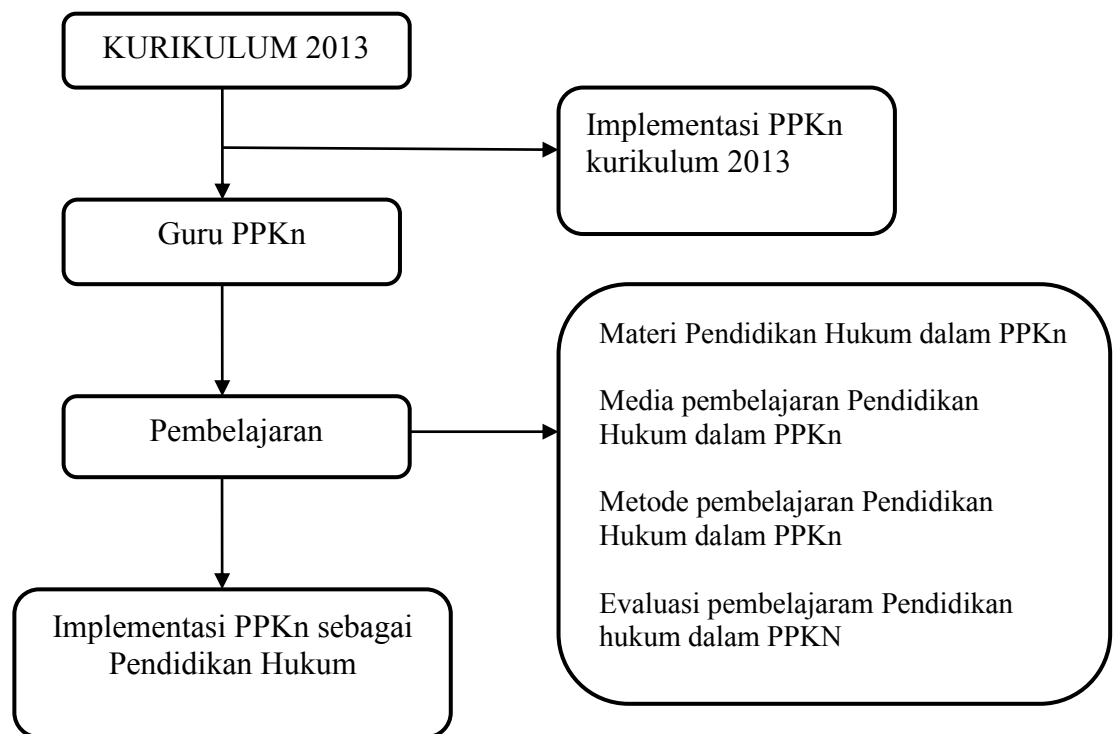 KURIKULUM 2013
Implementasi PPKn
kurikulum 2013
Guru PPKn
Pembelajaran
Materi Pendidikan Hukum dalam PPKn
Media pembelajaran Pendidikan
Hukum dalam PPKn
Metode pembelajaran Pendidikan
Hukum dalam PPKn
Evaluasi pembelajaram Pendidikan
hukum dalam PPKN
Implementasi PPKn sebagai
Pendidikan Hukum